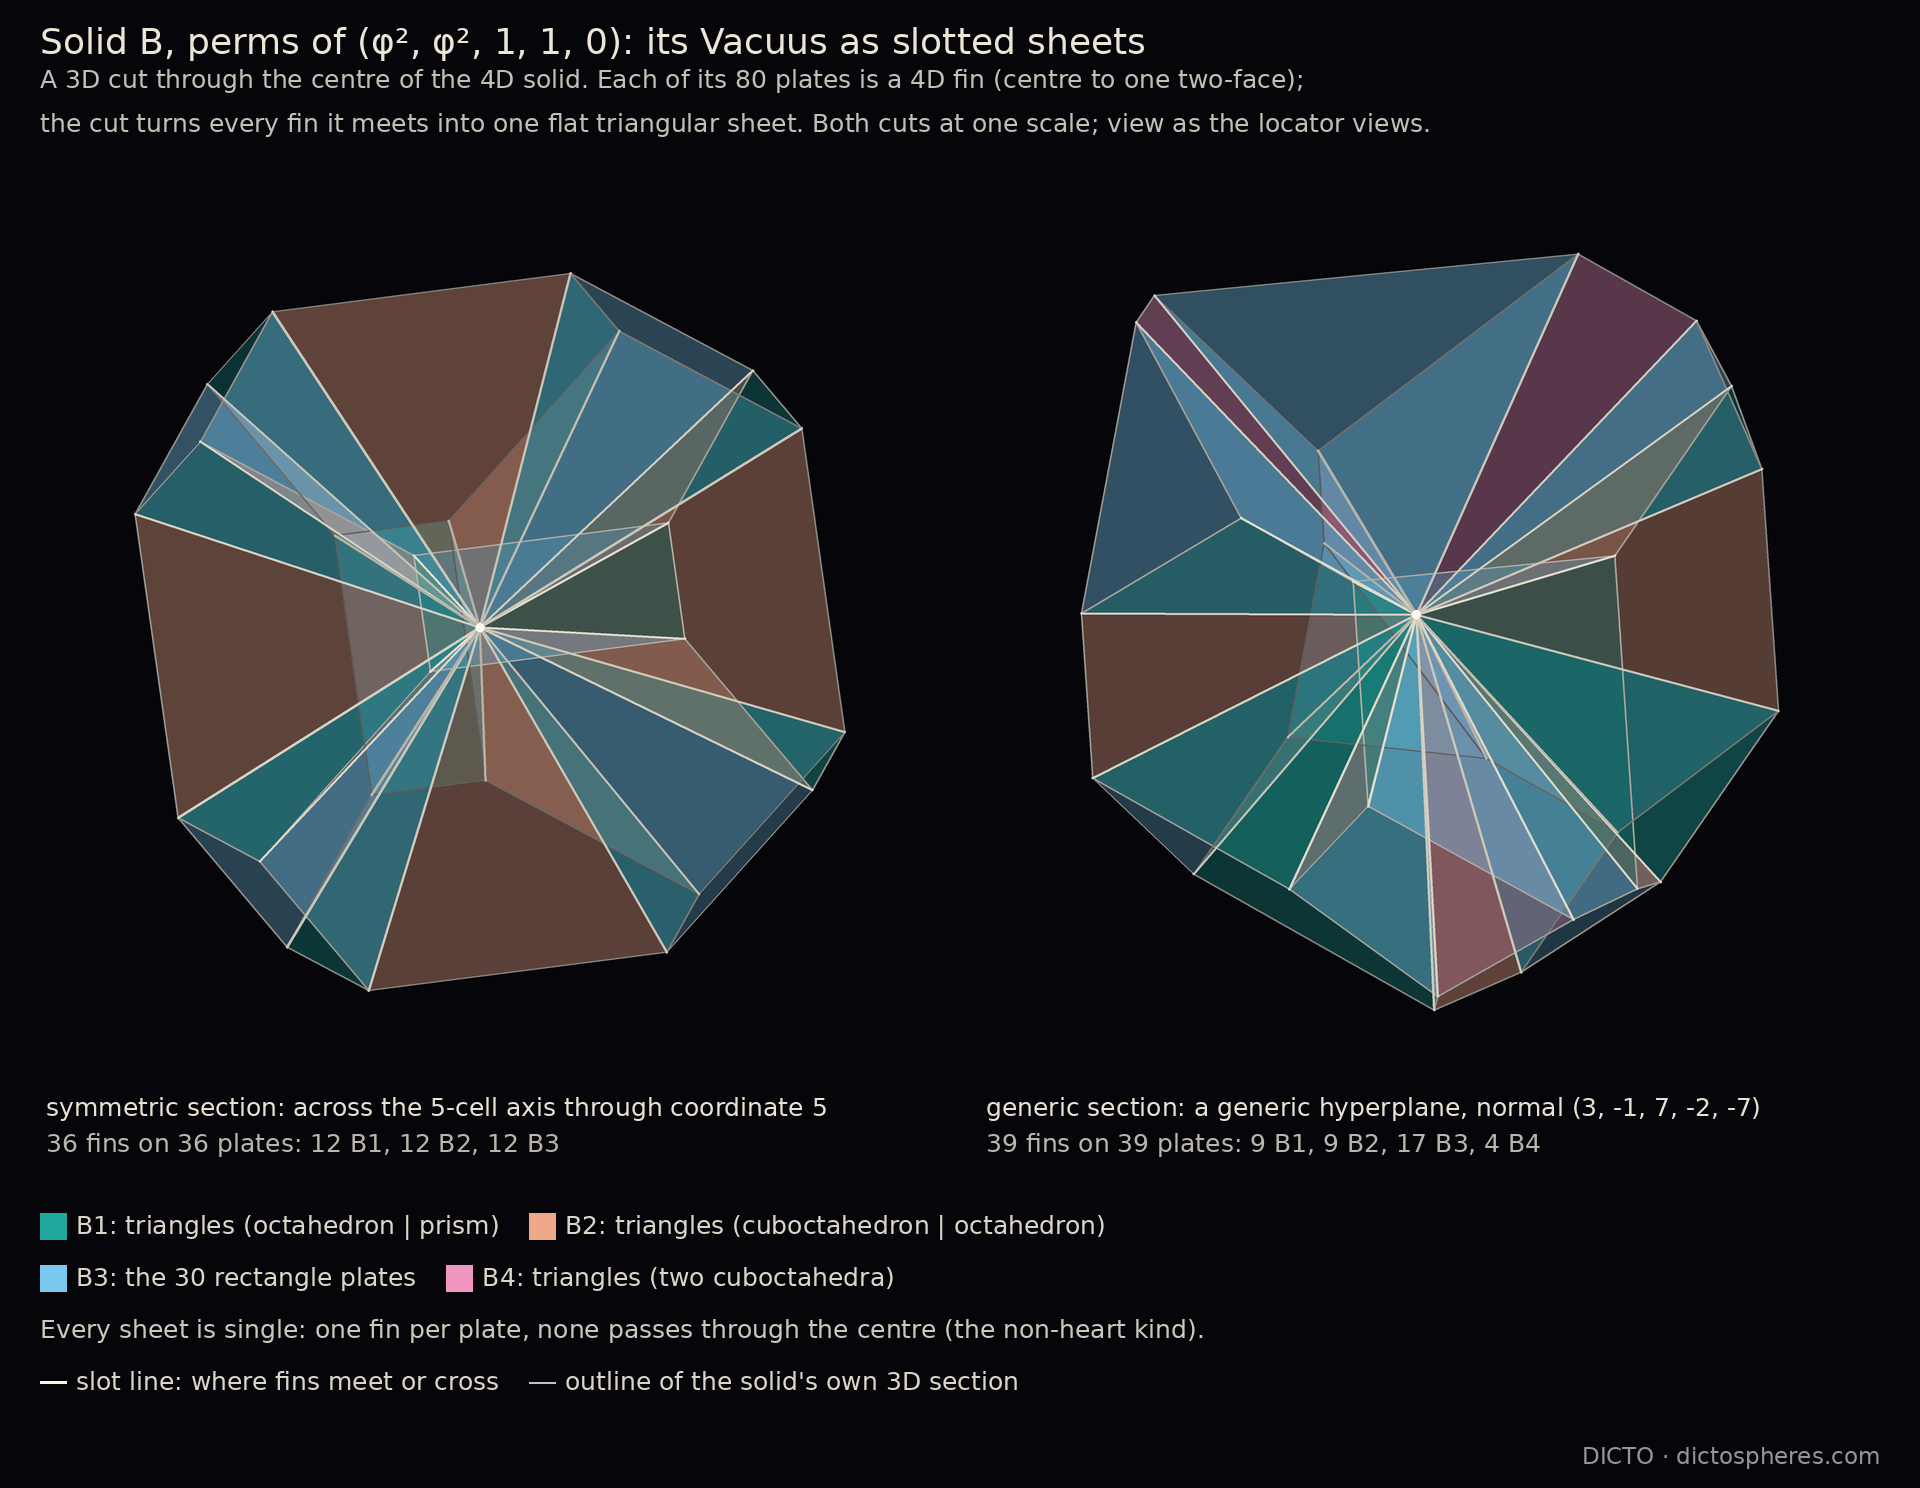 Solid B, perms of (φ², φ², 1, 1, 0): its Vacuus as slotted sheets
A 3D cut through the centre of the 4D solid. Each of its 80 plates is a 4D fin (centre to one two-face);
the cut turns every fin it meets into one flat triangular sheet. Both cuts at one scale; view as the locator views.
symmetric section: across the 5-cell axis through coordinate 5
36 fins on 36 plates: 12 B1, 12 B2, 12 B3
generic section: a generic hyperplane, normal (3, -1, 7, -2, -7)
39 fins on 39 plates: 9 B1, 9 B2, 17 B3, 4 B4
B1: triangles (octahedron | prism)
B2: triangles (cuboctahedron | octahedron)
B3: the 30 rectangle plates
B4: triangles (two cuboctahedra)
Every sheet is single: one fin per plate, none passes through the centre (the non-heart kind).
slot line: where fins meet or cross
outline of the solid's own 3D section
DICTO · dictospheres.com